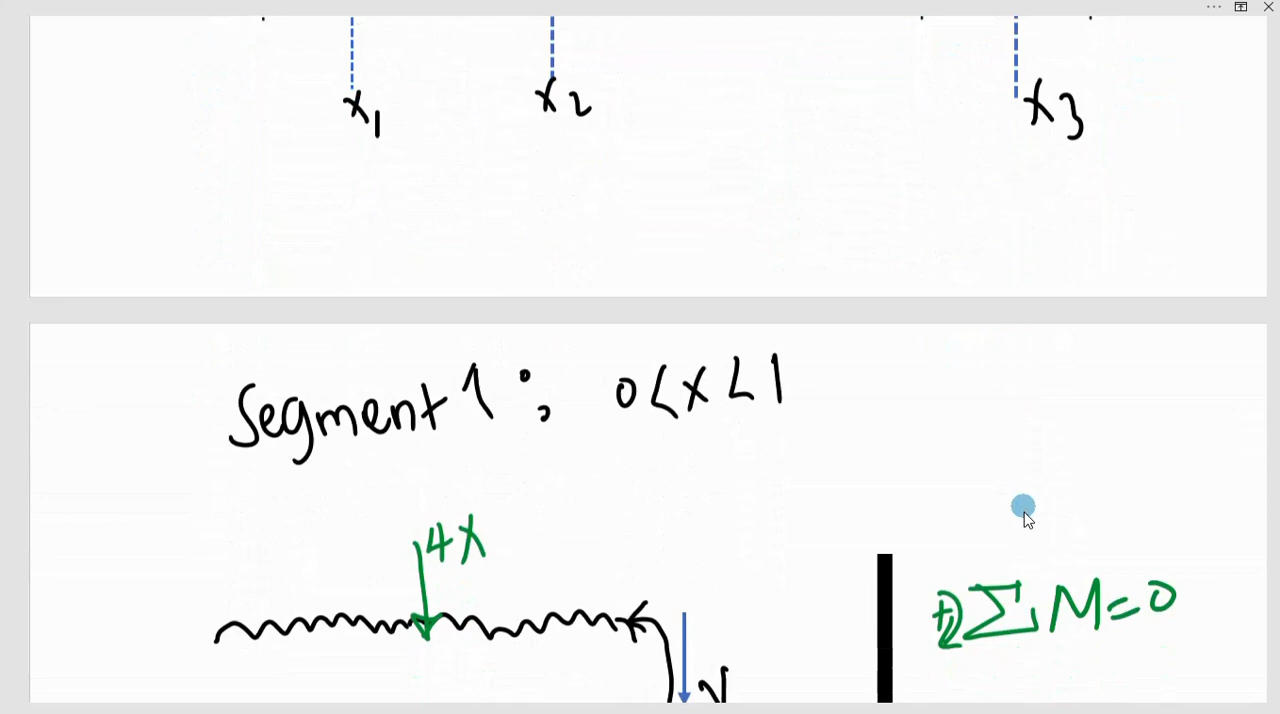 x1 x2 x3
Segment 1: 0<x<1
4x
+ΣM=0
V